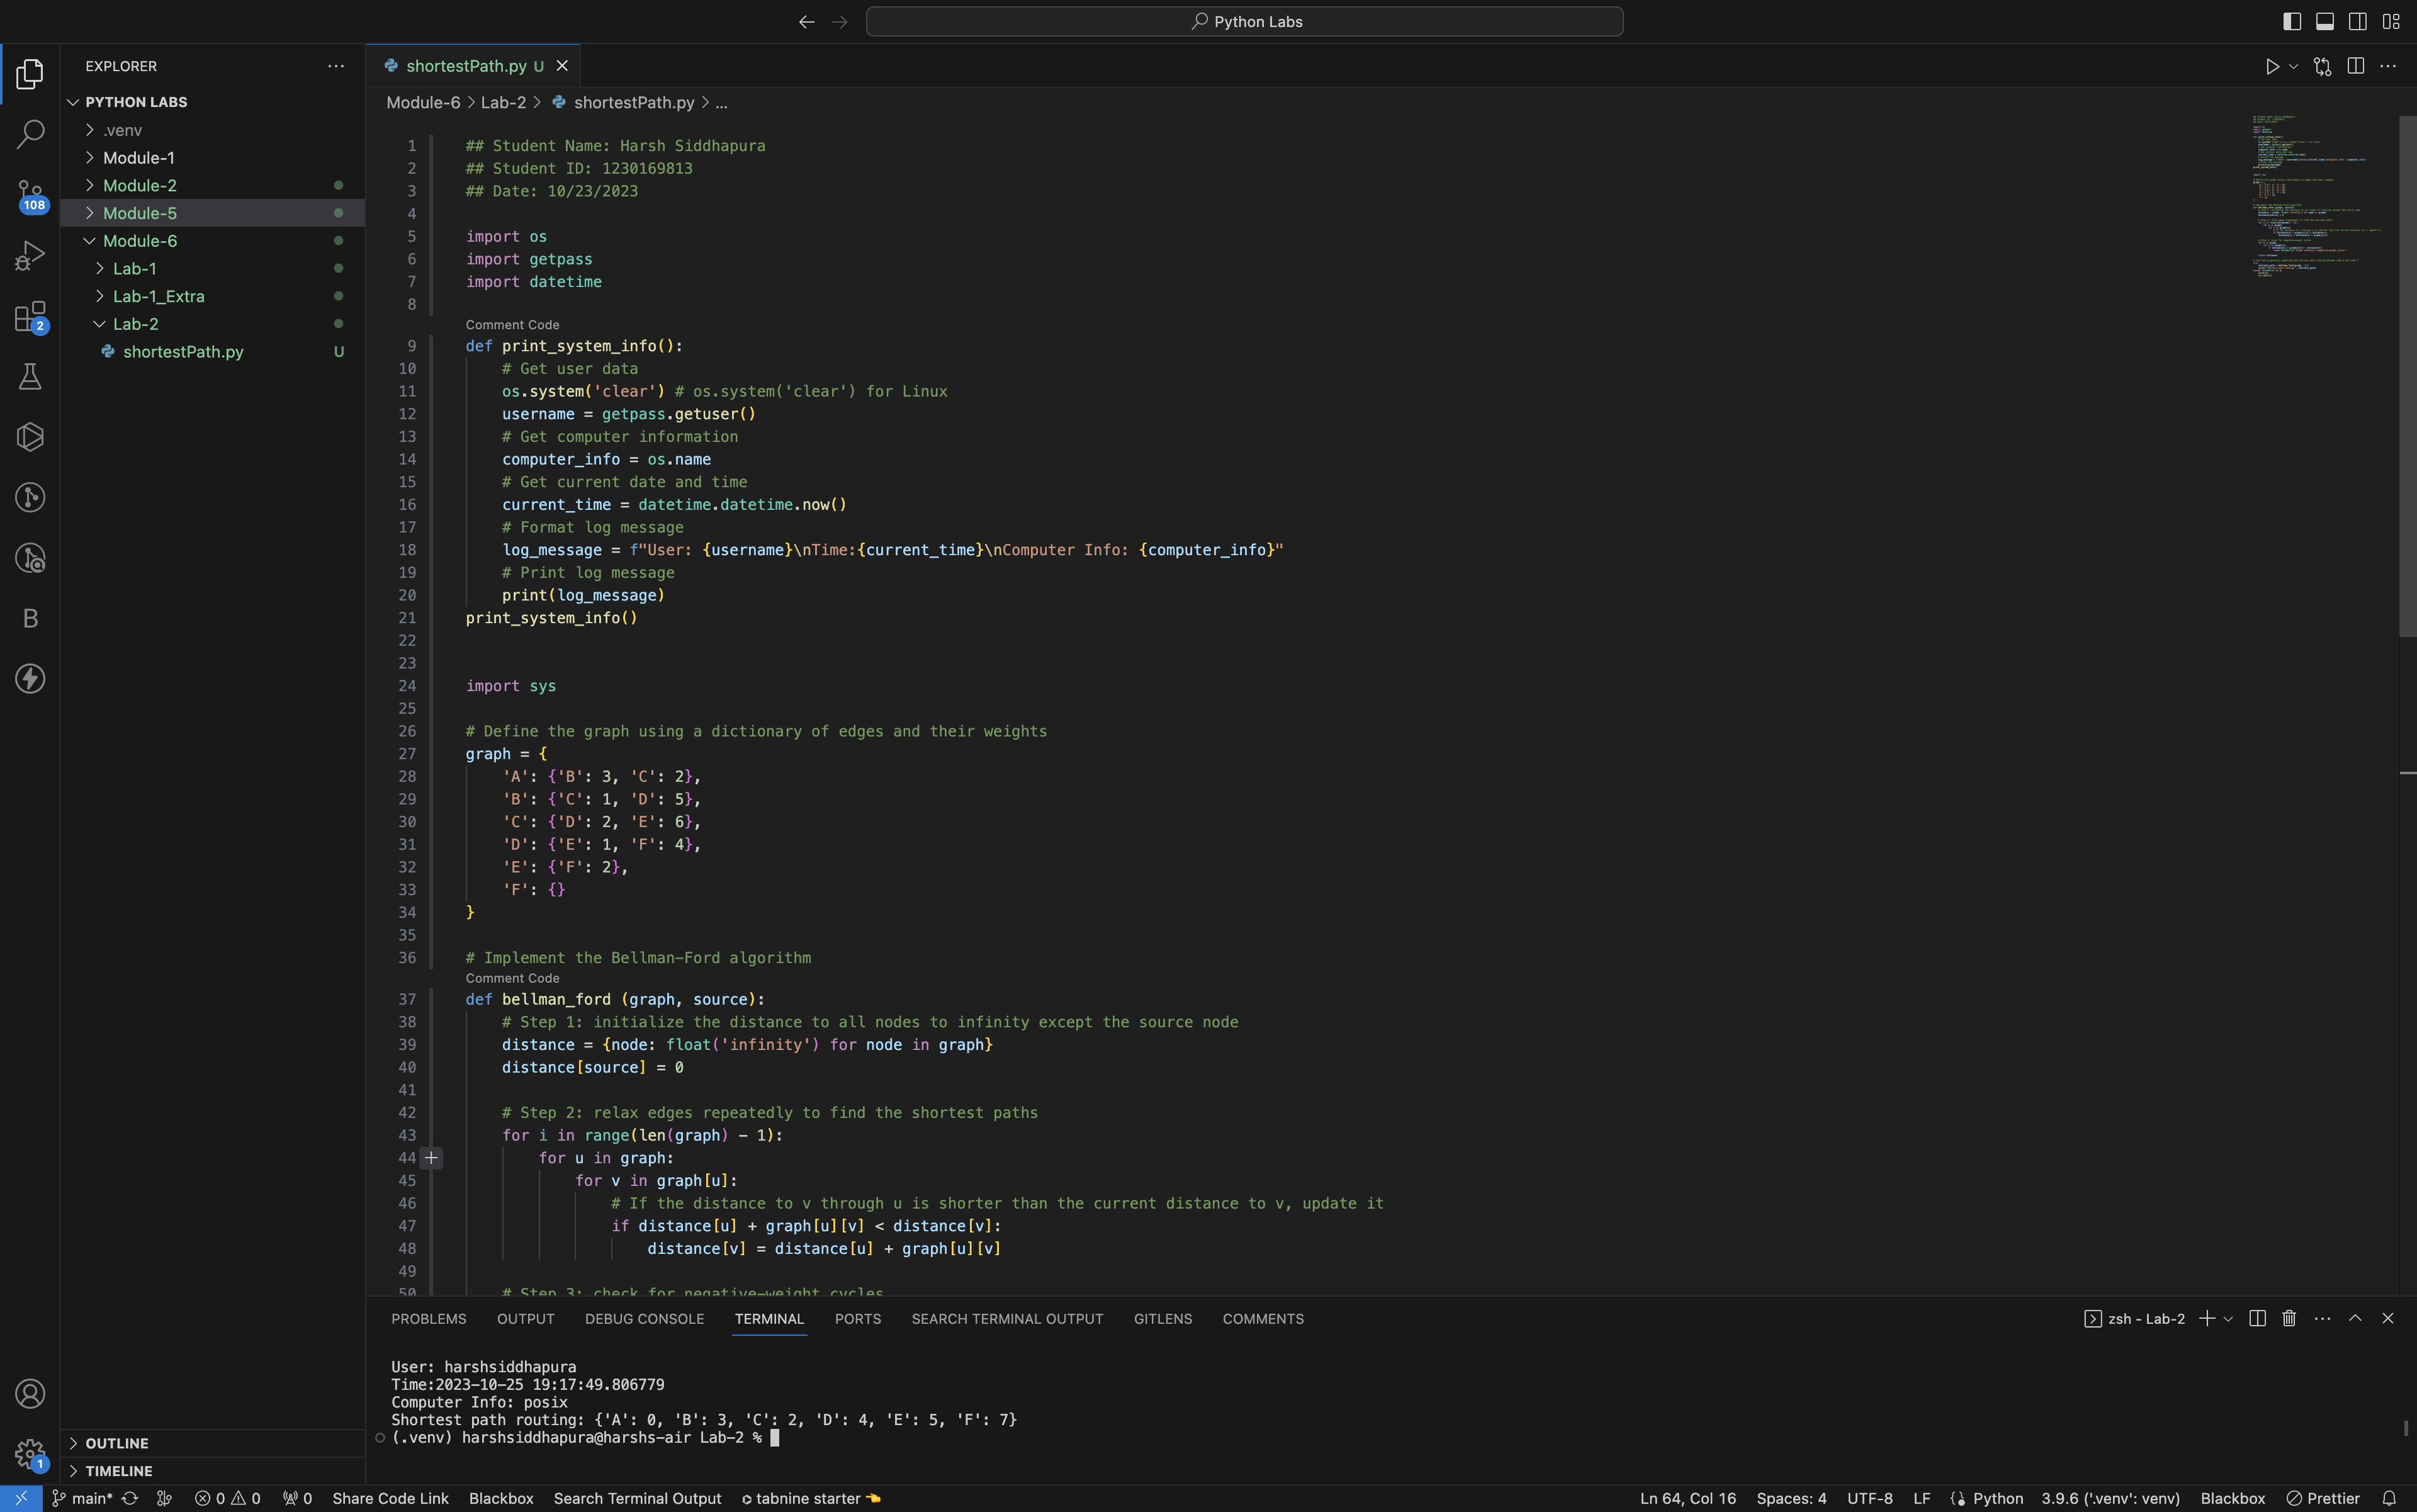 Python Labs
EXPLORER
PYTHON LABS
.venv
Module-1
Module-2
Module-5
Module-6
Lab-1
Lab-1_Extra
Lab-2
shortestPath.py U
OUTLINE
TIMELINE
108
2
B
1
shortestPath.py U
Module-6 > Lab-2 > shortestPath.py > ...
1 ## Student Name: Harsh Siddhapura
2 ## Student ID: 1230169813
3 ## Date: 10/23/2023
4
5 import os
6 import getpass
7 import datetime
8
Comment Code
9 def print_system_info():
10 # Get user data
11 os.system('clear') # os.system('clear') for Linux
12 username = getpass.getuser()
13 # Get computer information
14 computer_info = os.name
15 # Get current date and time
16 current_time = datetime.datetime.now()
17 # Format log message
18 log_message = f"User: {username}\nTime:{current_time}\nComputer Info: {computer_info}"
19 # Print log message
20 print(log_message)
21 print_system_info()
22
23
24 import sys
25
26 # Define the graph using a dictionary of edges and their weights
27 graph = {
28 'A': {'B': 3, 'C': 2},
29 'B': {'C': 1, 'D': 5},
30 'C': {'D': 2, 'E': 6},
31 'D': {'E': 1, 'F': 4},
32 'E': {'F': 2},
33 'F': {}
34 }
35
36 # Implement the Bellman-Ford algorithm
Comment Code
37 def bellman_ford (graph, source):
38 # Step 1: initialize the distance to all nodes to infinity except the source node
39 distance = {node: float('infinity') for node in graph}
40 distance[source] = 0
41
42 # Step 2: relax edges repeatedly to find the shortest paths
43 for i in range(len(graph) - 1):
44 for u in graph:
45 for v in graph[u]:
46 # If the distance to v through u is shorter than the current distance to v, update it
47 if distance[u] + graph[u][v] < distance[v]:
48 distance[v] = distance[u] + graph[u][v]
49
50 # Step 3: check for negative-weight cycles
PROBLEMS OUTPUT DEBUG CONSOLE TERMINAL PORTS SEARCH TERMINAL OUTPUT GITLENS COMMENTS
zsh - Lab-2
User: harshsiddhapura
Time:2023-10-25 19:17:49.806779
Computer Info: posix
Shortest path routing: {'A': 0, 'B': 3, 'C': 2, 'D': 4, 'E': 5, 'F': 7}
(.venv) harshsiddhapura@harshs-air Lab-2 %
main* 0 0 0 Share Code Link Blackbox Search Terminal Output tabnine starter
Ln 64, Col 16 Spaces: 4 UTF-8 LF Python 3.9.6 ('.venv': venv) Blackbox Prettier